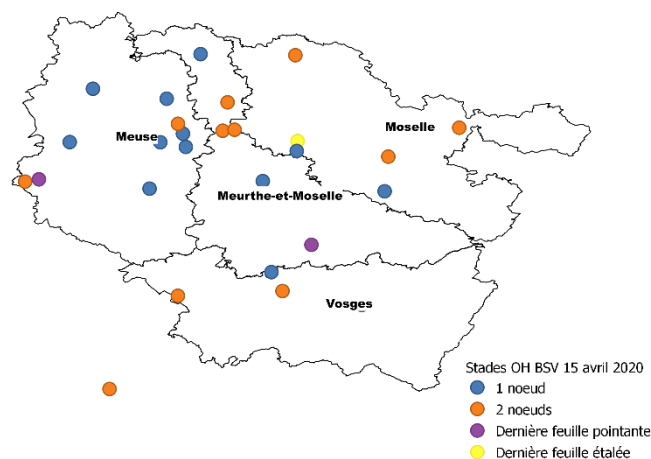 Meuse
Moselle
Meurthe-et-Moselle
Vosges
Stades OH BSV 15 avril 2020
1 noeud
2 noeuds
Dernière feuille pointante
Dernière feuille étalée